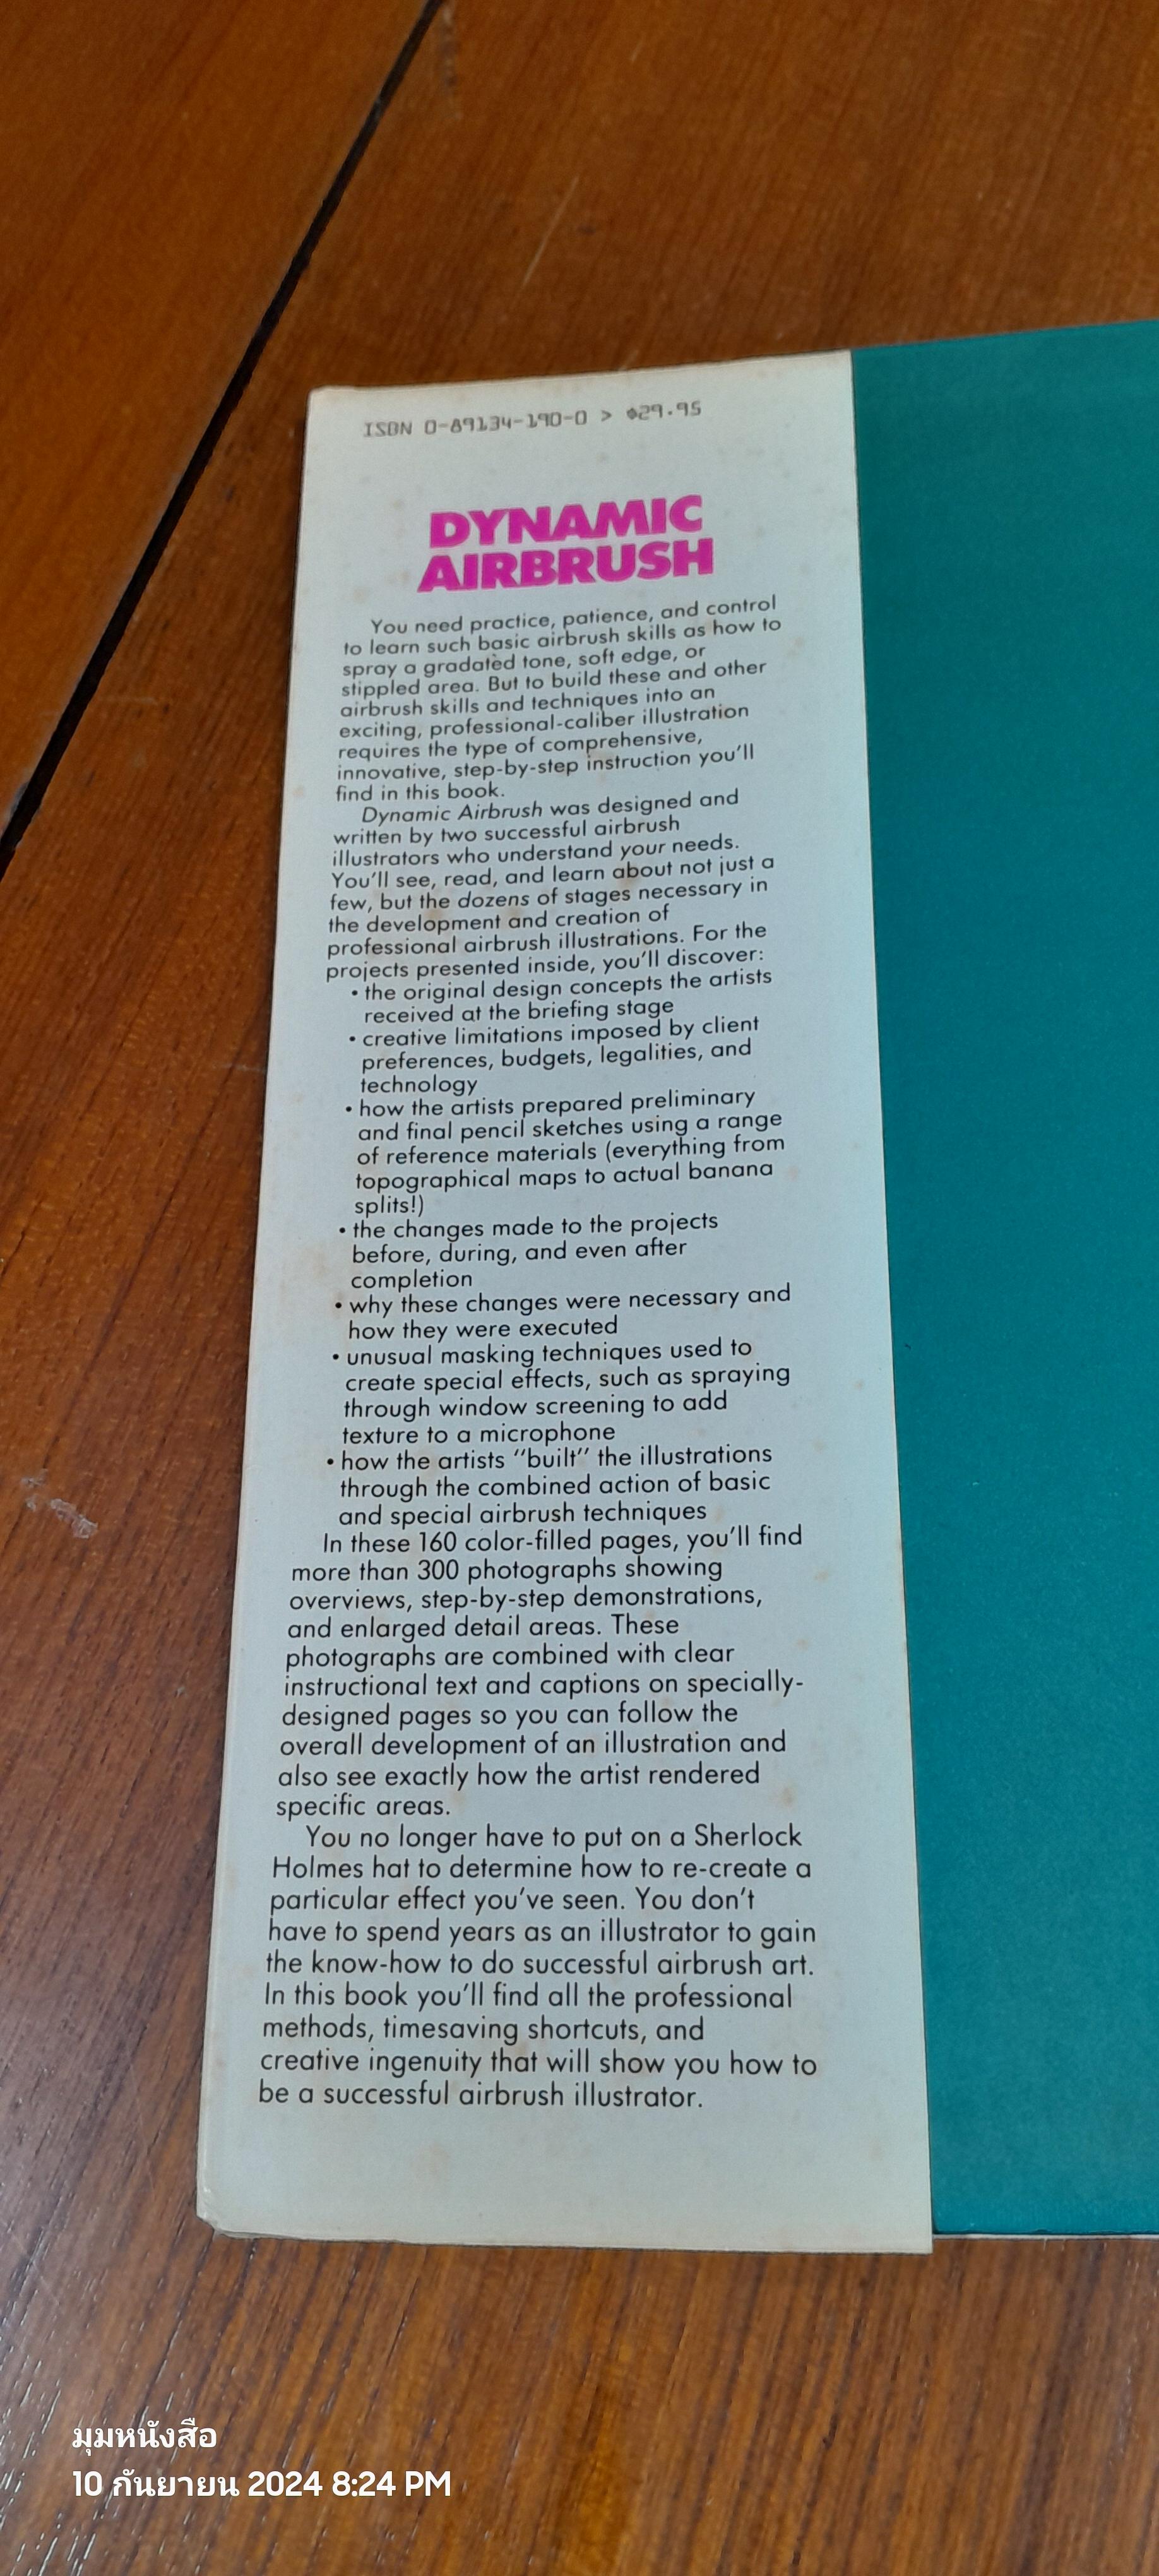 ISBN 0-89134-190-0 > $29.95
DYNAMIC
AIRBRUSH
You need practice, patience, and control
to learn such basic airbrush skills as how to
spray a gradated tone, soft edge, or
stippled area. But to build these and other
airbrush skills and techniques into an
exciting, professional-caliber illustration
requires the type of comprehensive,
innovative, step-by-step instruction you'll
find in this book.
Dynamic Airbrush was designed and
written by two successful airbrush
illustrators who understand your needs.
You'll see, read, and learn about not just a
few, but the dozens of stages necessary in
the development and creation of
professional airbrush illustrations. For the
projects presented inside, you'll discover:
• the original design concepts the artists
received at the briefing stage
• creative limitations imposed by client
preferences, budgets, legalities, and
technology
• how the artists prepared preliminary
and final pencil sketches using a range
of reference materials (everything from
topographical maps to actual banana
splits!)
• the changes made to the projects
before, during, and even after
completion
• why these changes were necessary and
how they were executed
• unusual masking techniques used to
create special effects, such as spraying
through window screening to add
texture to a microphone
• how the artists "built" the illustrations
through the combined action of basic
and special airbrush techniques
In these 160 color-filled pages, you'll find
more than 300 photographs showing
overviews, step-by-step demonstrations,
and enlarged detail areas. These
photographs are combined with clear
instructional text and captions on specially-
designed pages so you can follow the
overall development of an illustration and
also see exactly how the artist rendered
specific areas.
You no longer have to put on a Sherlock
Holmes hat to determine how to re-create a
particular effect you've seen. You don't
have to spend years as an illustrator to gain
the know-how to do successful airbrush art.
In this book you'll find all the professional
methods, timesaving shortcuts, and
creative ingenuity that will show you how to
be a successful airbrush illustrator.
มุมหนังสือ
10 กันยายน 2024 8:24 PM